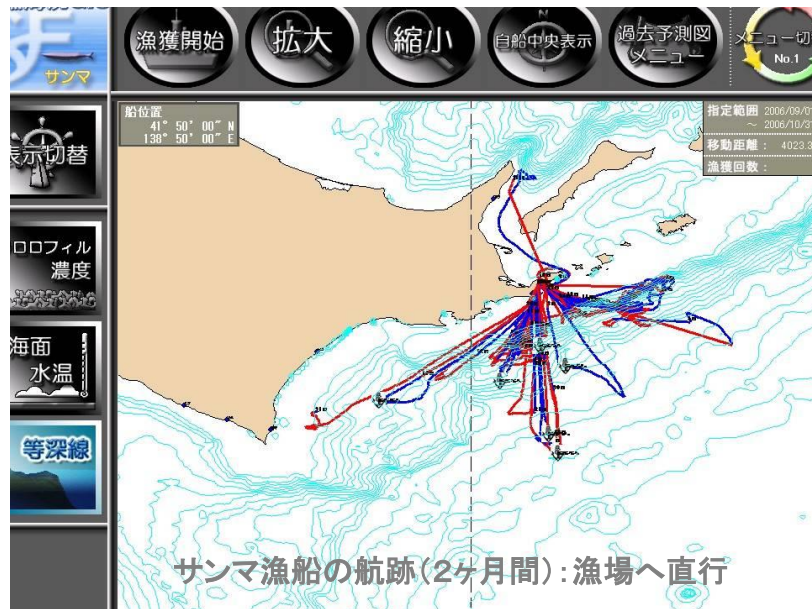 サンマ
漁獲開始
拡大
縮小
自船中央表示
過去予測図
メニュー
メニュー切
No.1
船位置
41° 50' 00" N
138° 50' 00" E
指定範囲 2006/09/01
～ 2006/10/31
移動距離： 4023.3
漁獲回数：
表示切替
ロロフィル
濃度
海面
水温
等深線
サンマ漁船の航跡(2ヶ月間):漁場へ直行